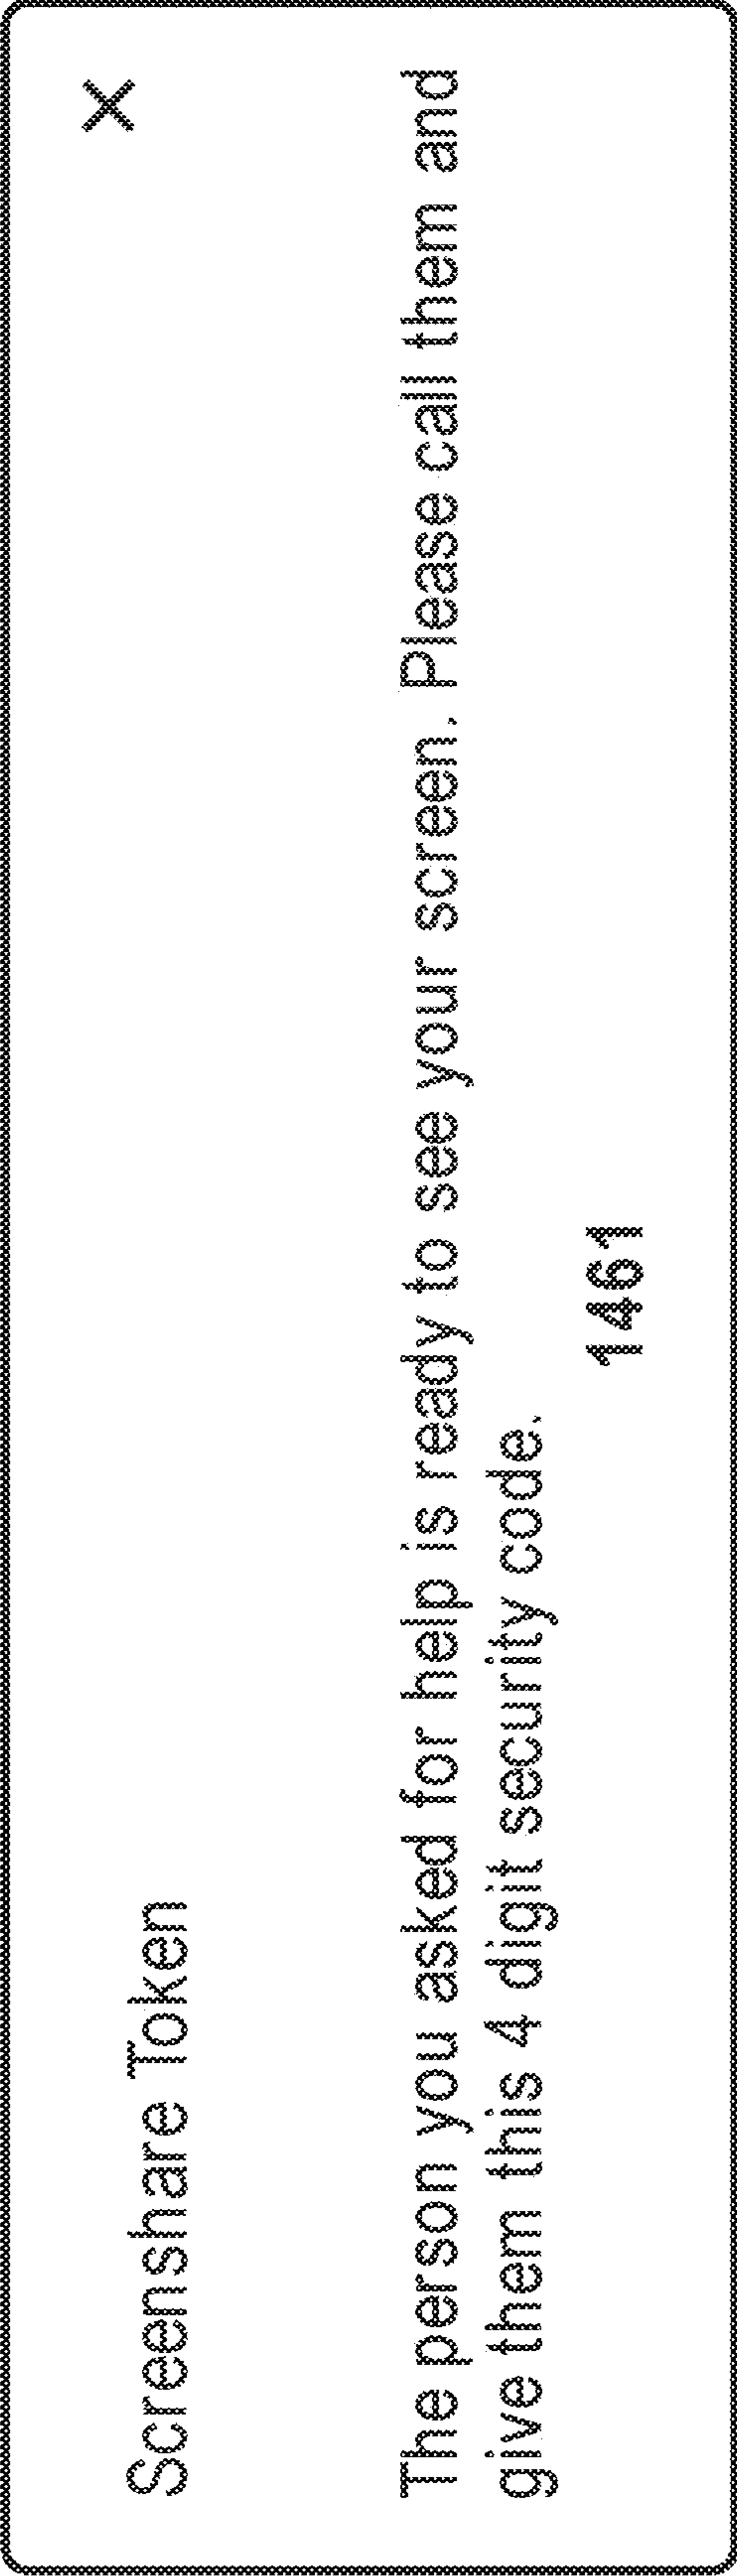 Screenshare Token
The person you asked for help is ready to see your screen. Please call them and
give them this 4 digit security code.
1461